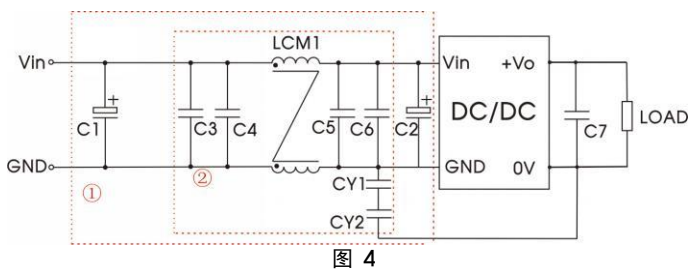 LCM1
Vin
+
C1
C3
C4
C5
C6
+
C2
Vin
+Vo
DC/DC
GND
0V
C7
LOAD
GND
①
②
CY1
CY2
图 4